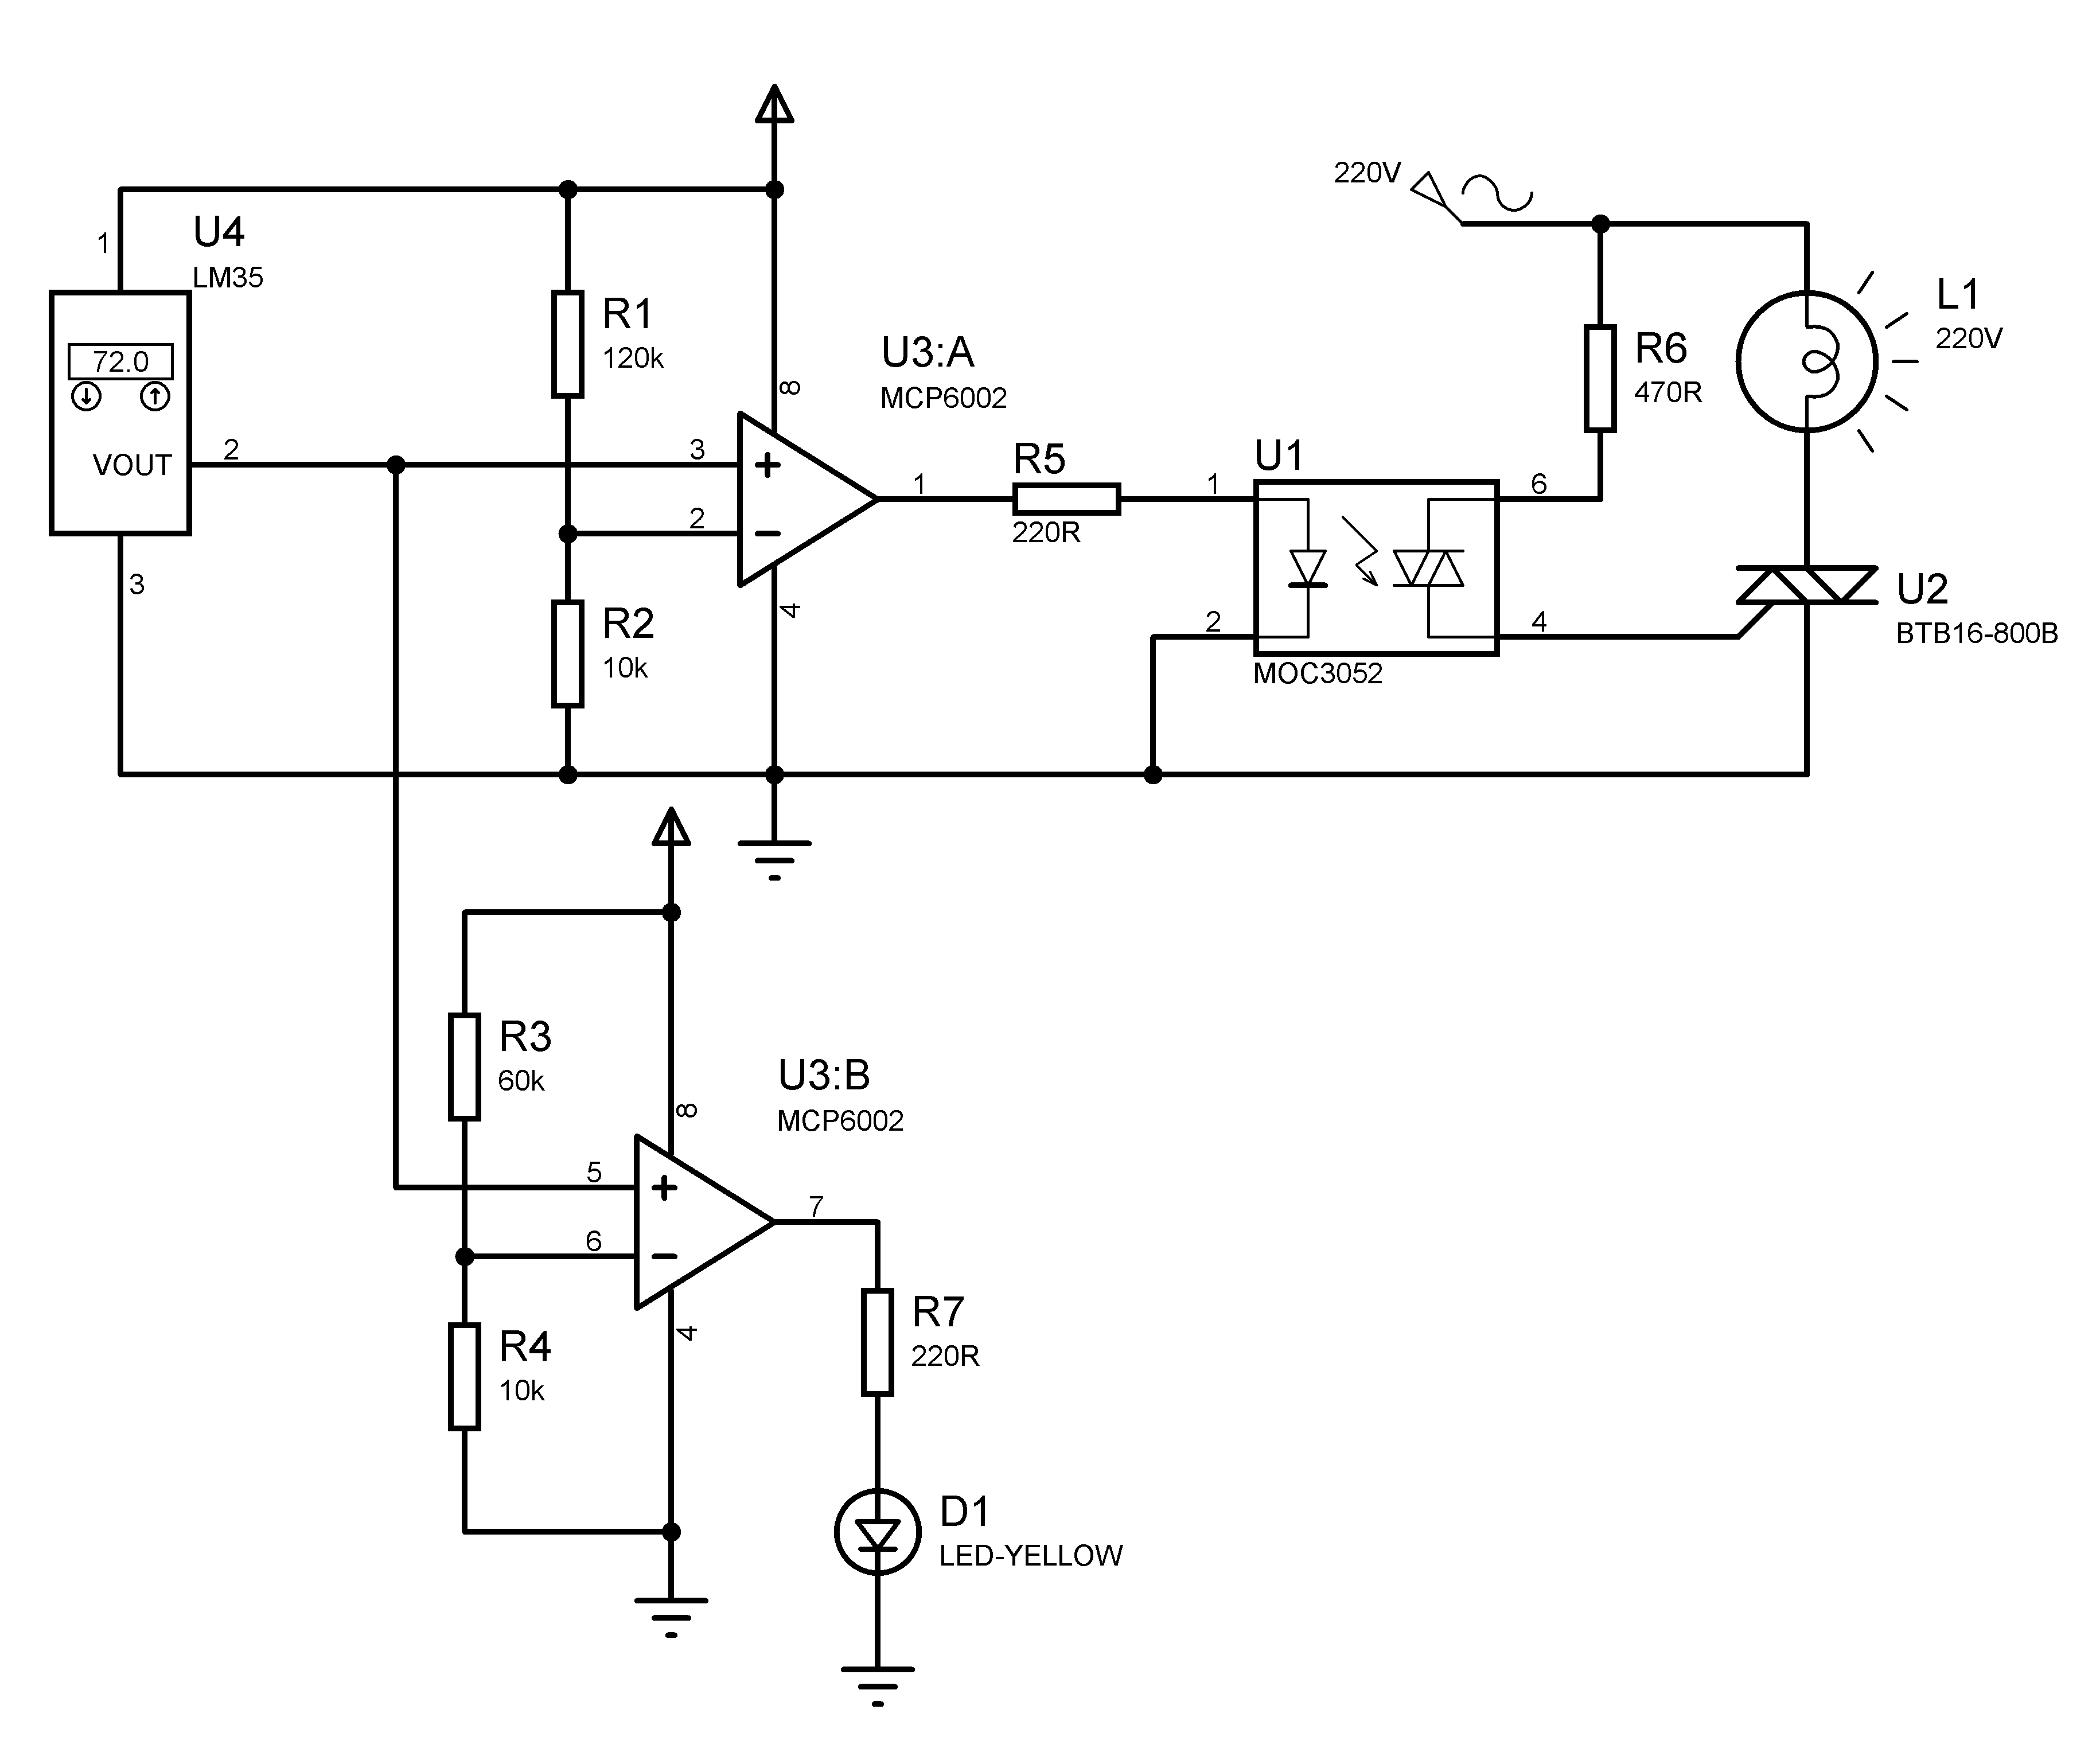 220V
U4
LM35
1
72.0
VOUT
2
3
R1
120k
R2
10k
3
2
8
4
U3:A
MCP6002
1
R5
220R
U1
1
2
6
4
MOC3052
R6
470R
L1
220V
U2
BTB16-800B
R3
60k
R4
10k
5
6
8
4
U3:B
MCP6002
7
R7
220R
D1
LED-YELLOW